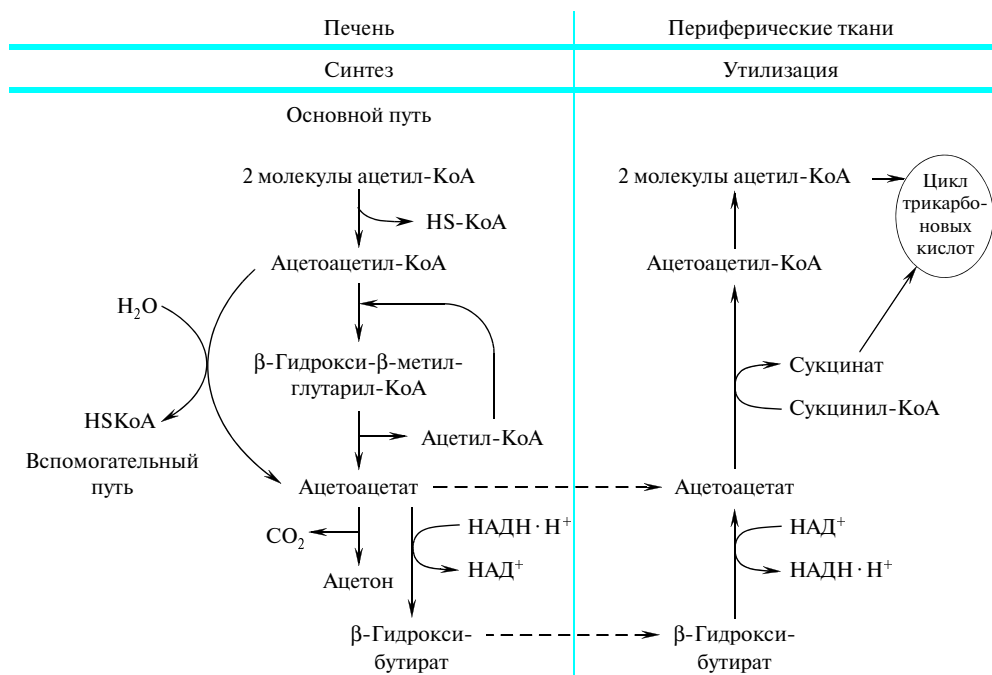 Печень
Периферические ткани
Синтез
Утилизация
Основной путь
2 молекулы ацетил-КоА
HS-КоА
Ацетоацетил-КоА
H₂O
β-Гидрокси-β-метил-
глутарил-КоА
HSКоА
Ацетил-КоА
Вспомогательный
путь
Ацетоацетат
CO₂
НАДН · H⁺
НАД⁺
Ацетон
β-Гидрокси-
бутират
2 молекулы ацетил-КоА
Цикл
трикарбо-
новых
кислот
Ацетоацетил-КоА
Сукцинат
Сукцинил-КоА
Ацетоацетат
НАД⁺
НАДН · H⁺
β-Гидрокси-
бутират